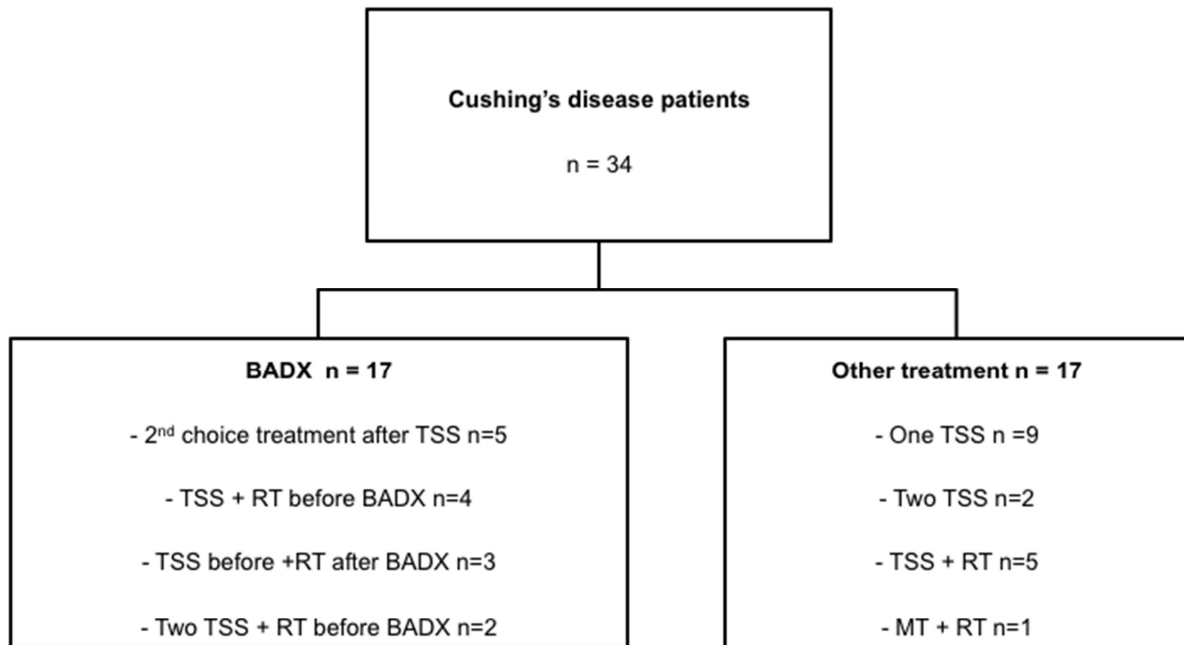 Cushing's disease patients
n = 34
BADX  n = 17
- 2nd choice treatment after TSS n=5
- TSS + RT before BADX n=4
- TSS before +RT after BADX n=3
- Two TSS + RT before BADX n=2
Other treatment n = 17
- One TSS n =9
- Two TSS n=2
- TSS + RT n=5
- MT + RT n=1